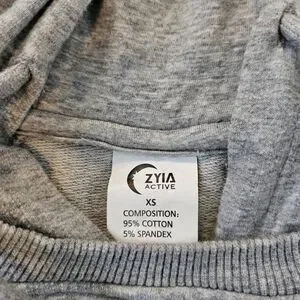 ZYIA
ACTIVE
XS
COMPOSITION:
95% COTTON
5% SPANDEX